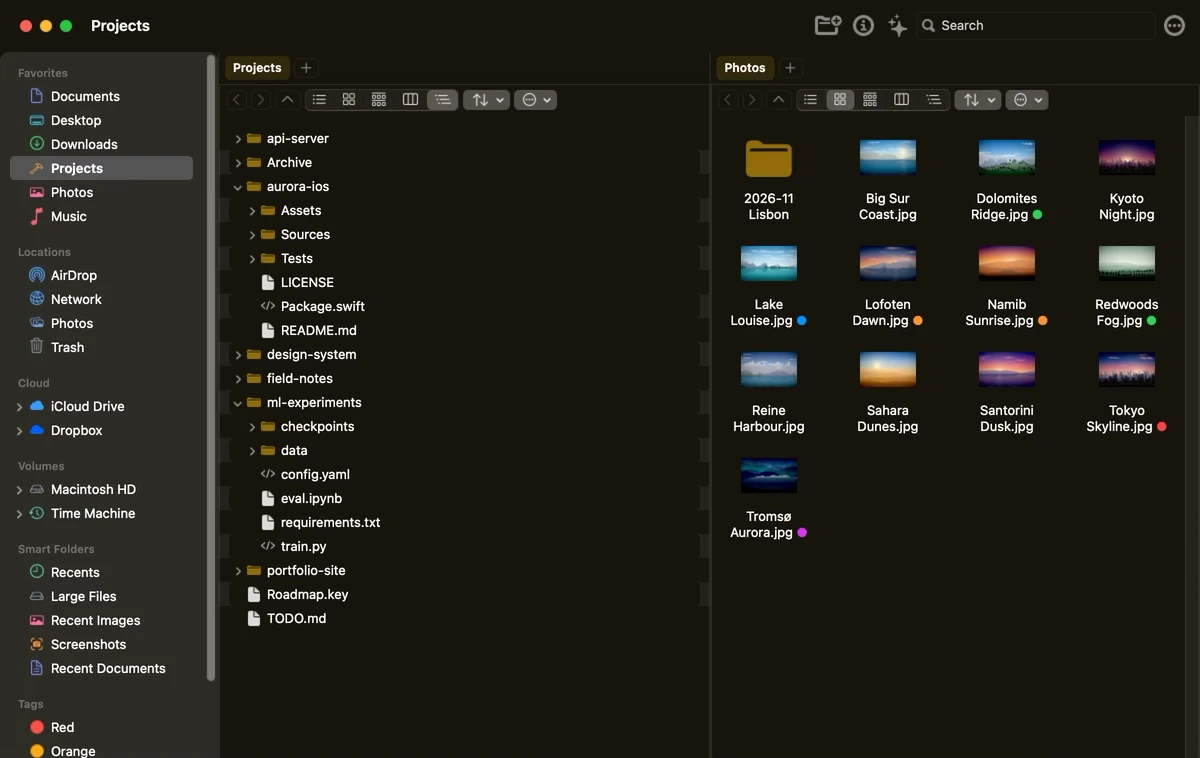 Projects
Search
Favorites
Documents
Desktop
Downloads
Projects
Photos
Music
Locations
AirDrop
Network
Photos
Trash
Cloud
iCloud Drive
Dropbox
Volumes
Macintosh HD
Time Machine
Smart Folders
Recents
Large Files
Recent Images
Screenshots
Recent Documents
Tags
Red
Orange
Projects
api-server
Archive
aurora-ios
Assets
Sources
Tests
LICENSE
Package.swift
README.md
design-system
field-notes
ml-experiments
checkpoints
data
config.yaml
eval.ipynb
requirements.txt
train.py
portfolio-site
Roadmap.key
TODO.md
Photos
2026-11
Lisbon
Big Sur
Coast.jpg
Dolomites
Ridge.jpg
Kyoto
Night.jpg
Lake
Louise.jpg
Lofoten
Dawn.jpg
Namib
Sunrise.jpg
Redwoods
Fog.jpg
Reine
Harbour.jpg
Sahara
Dunes.jpg
Santorini
Dusk.jpg
Tokyo
Skyline.jpg
Tromsø
Aurora.jpg